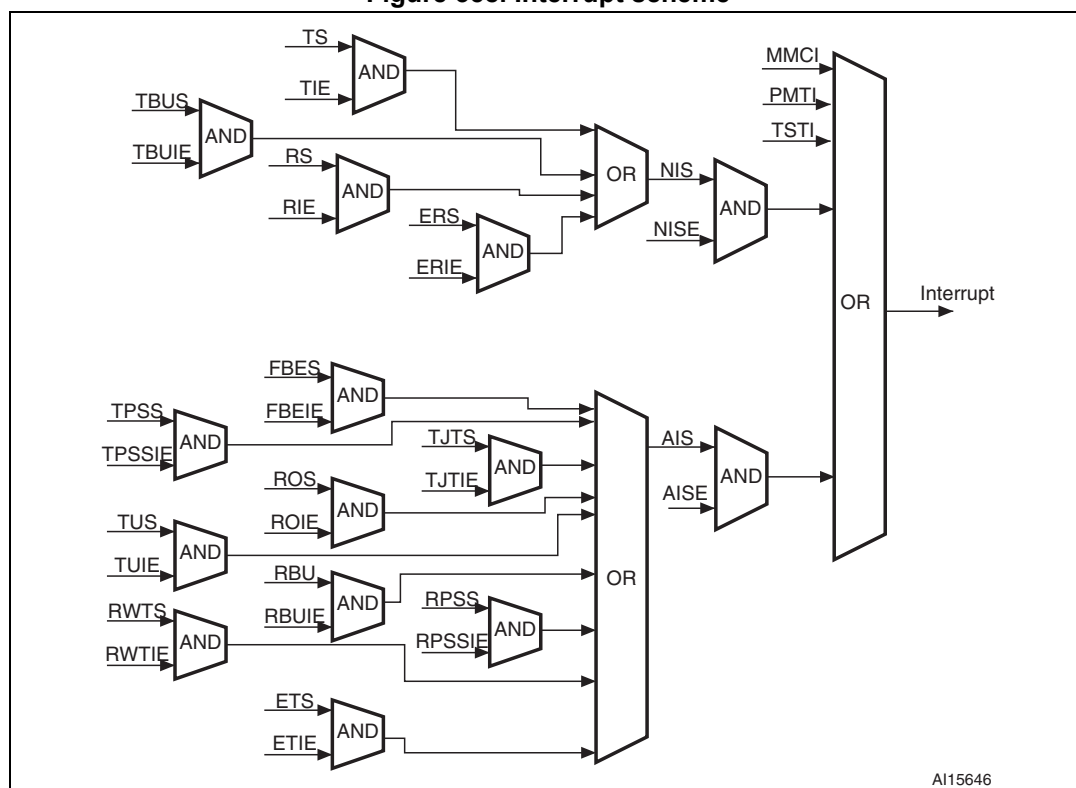 Interrupt scheme
TS
TIE
AND
TBUS
TBUIE
AND
RS
RIE
AND
ERS
ERIE
AND
OR
NIS
NISE
AND
MMCI
PMTI
TSTI
OR
Interrupt
FBES
FBEIE
AND
TPSS
TPSSIE
AND
TJTS
TJTIE
AND
ROS
ROIE
AND
TUS
TUIE
AND
RBU
RBUIE
AND
RPSS
RPSSIE
AND
RWTS
RWTIE
AND
ETS
ETIE
AND
OR
AIS
AISE
AND
AI15646